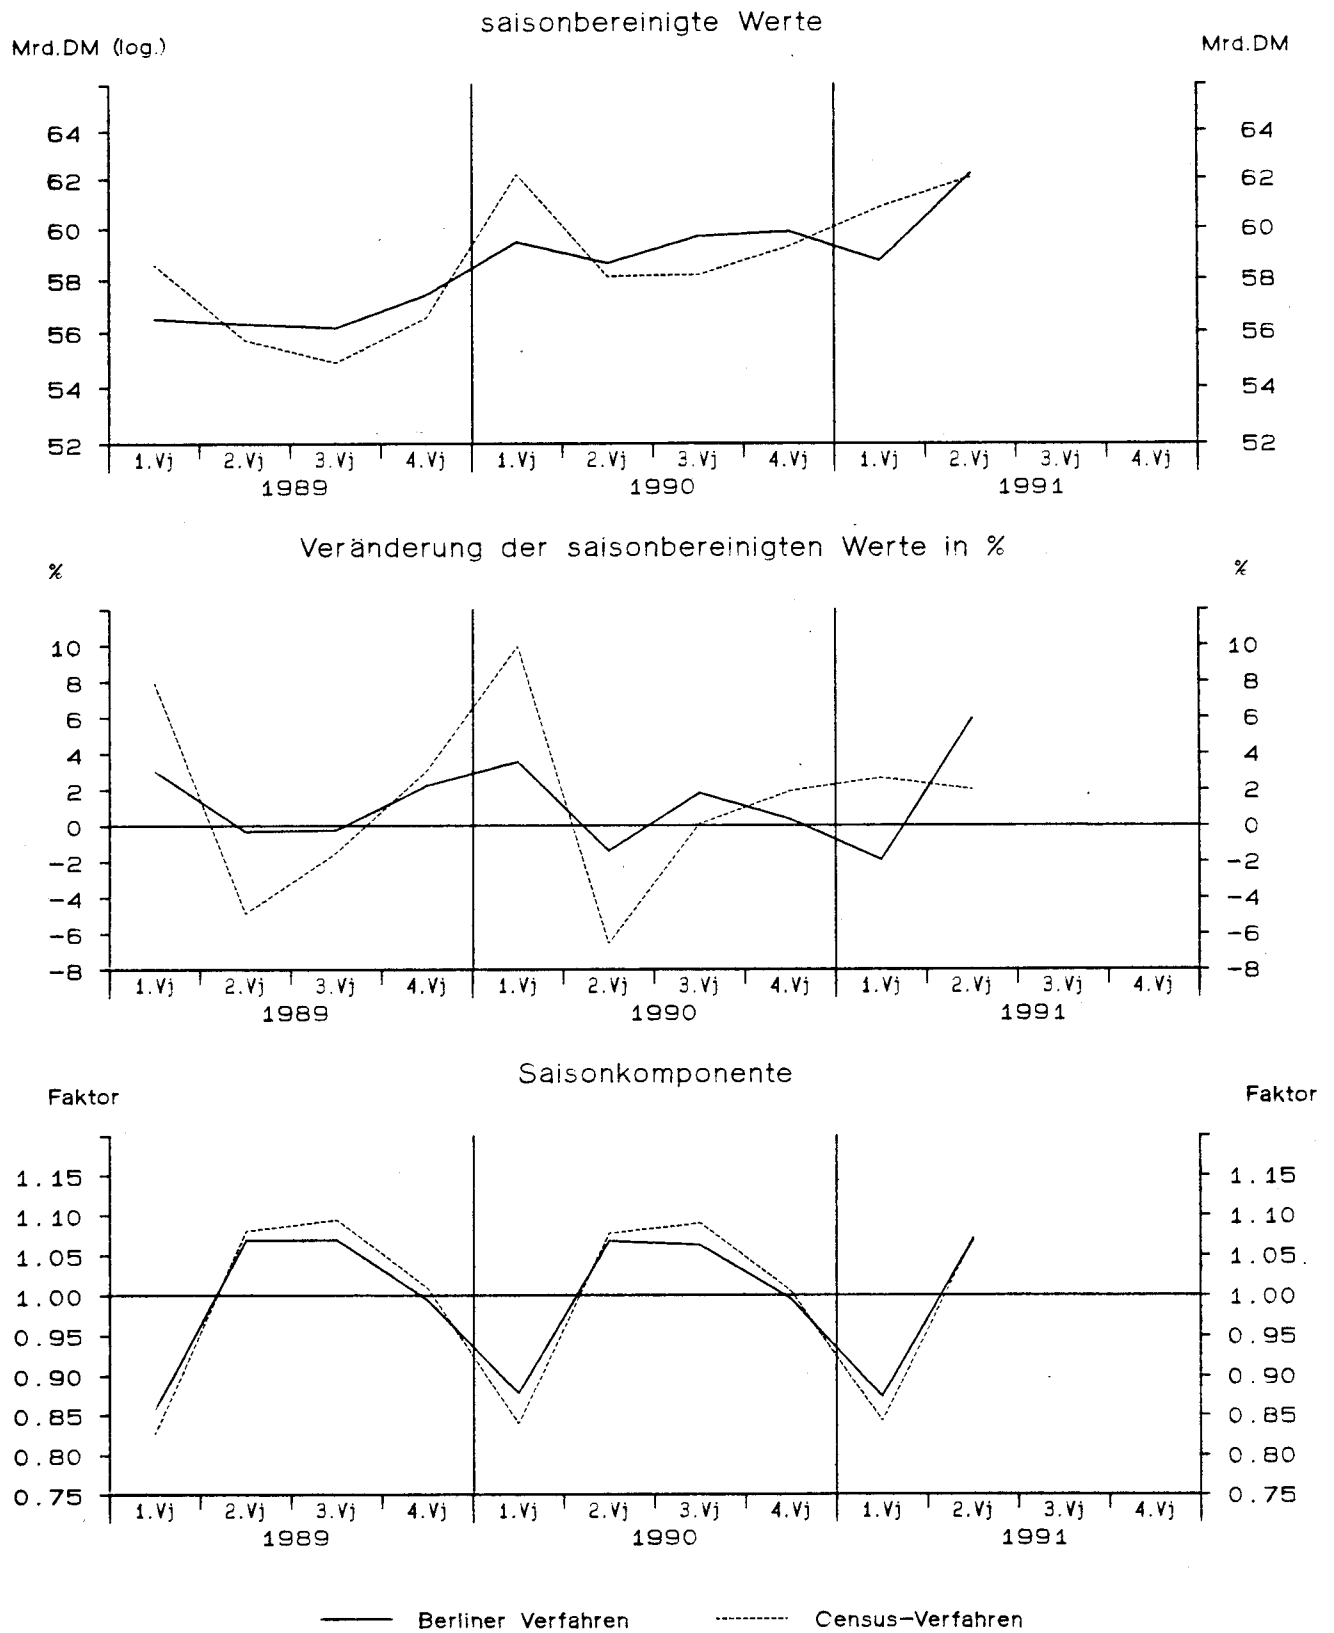 saisonbereinigte Werte
Mrd.DM (log.) Mrd.DM
64 64
62 62
60 60
58 58
56 56
54 54
52 52
1.Vj 2.Vj 3.Vj 4.Vj 1.Vj 2.Vj 3.Vj 4.Vj 1.Vj 2.Vj 3.Vj 4.Vj
1989 1990 1991
Veränderung der saisonbereinigten Werte in %
% %
10 10
8 8
6 6
4 4
2 2
0 0
-2 -2
-4 -4
-6 -6
-8 -8
1.Vj 2.Vj 3.Vj 4.Vj 1.Vj 2.Vj 3.Vj 4.Vj 1.Vj 2.Vj 3.Vj 4.Vj
1989 1990 1991
Saisonkomponente
Faktor Faktor
1.15 1.15
1.10 1.10
1.05 1.05
1.00 1.00
0.95 0.95
0.90 0.90
0.85 0.85
0.80 0.80
0.75 0.75
1.Vj 2.Vj 3.Vj 4.Vj 1.Vj 2.Vj 3.Vj 4.Vj 1.Vj 2.Vj 3.Vj 4.Vj
1989 1990 1991
Berliner Verfahren Census-Verfahren